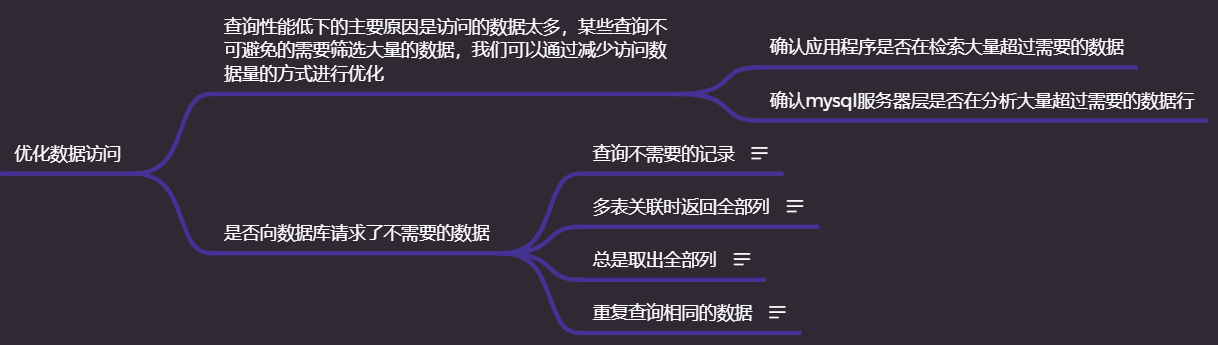 查询性能低下的主要原因是访问的数据太多，某些查询不
可避免的需要筛选大量的数据，我们可以通过减少访问数
据量的方式进行优化
确认应用程序是否在检索大量超过需要的数据
确认mysql服务器层是否在分析大量超过需要的数据行
优化数据访问
是否向数据库请求了不需要的数据
查询不需要的记录
多表关联时返回全部列
总是取出全部列
重复查询相同的数据